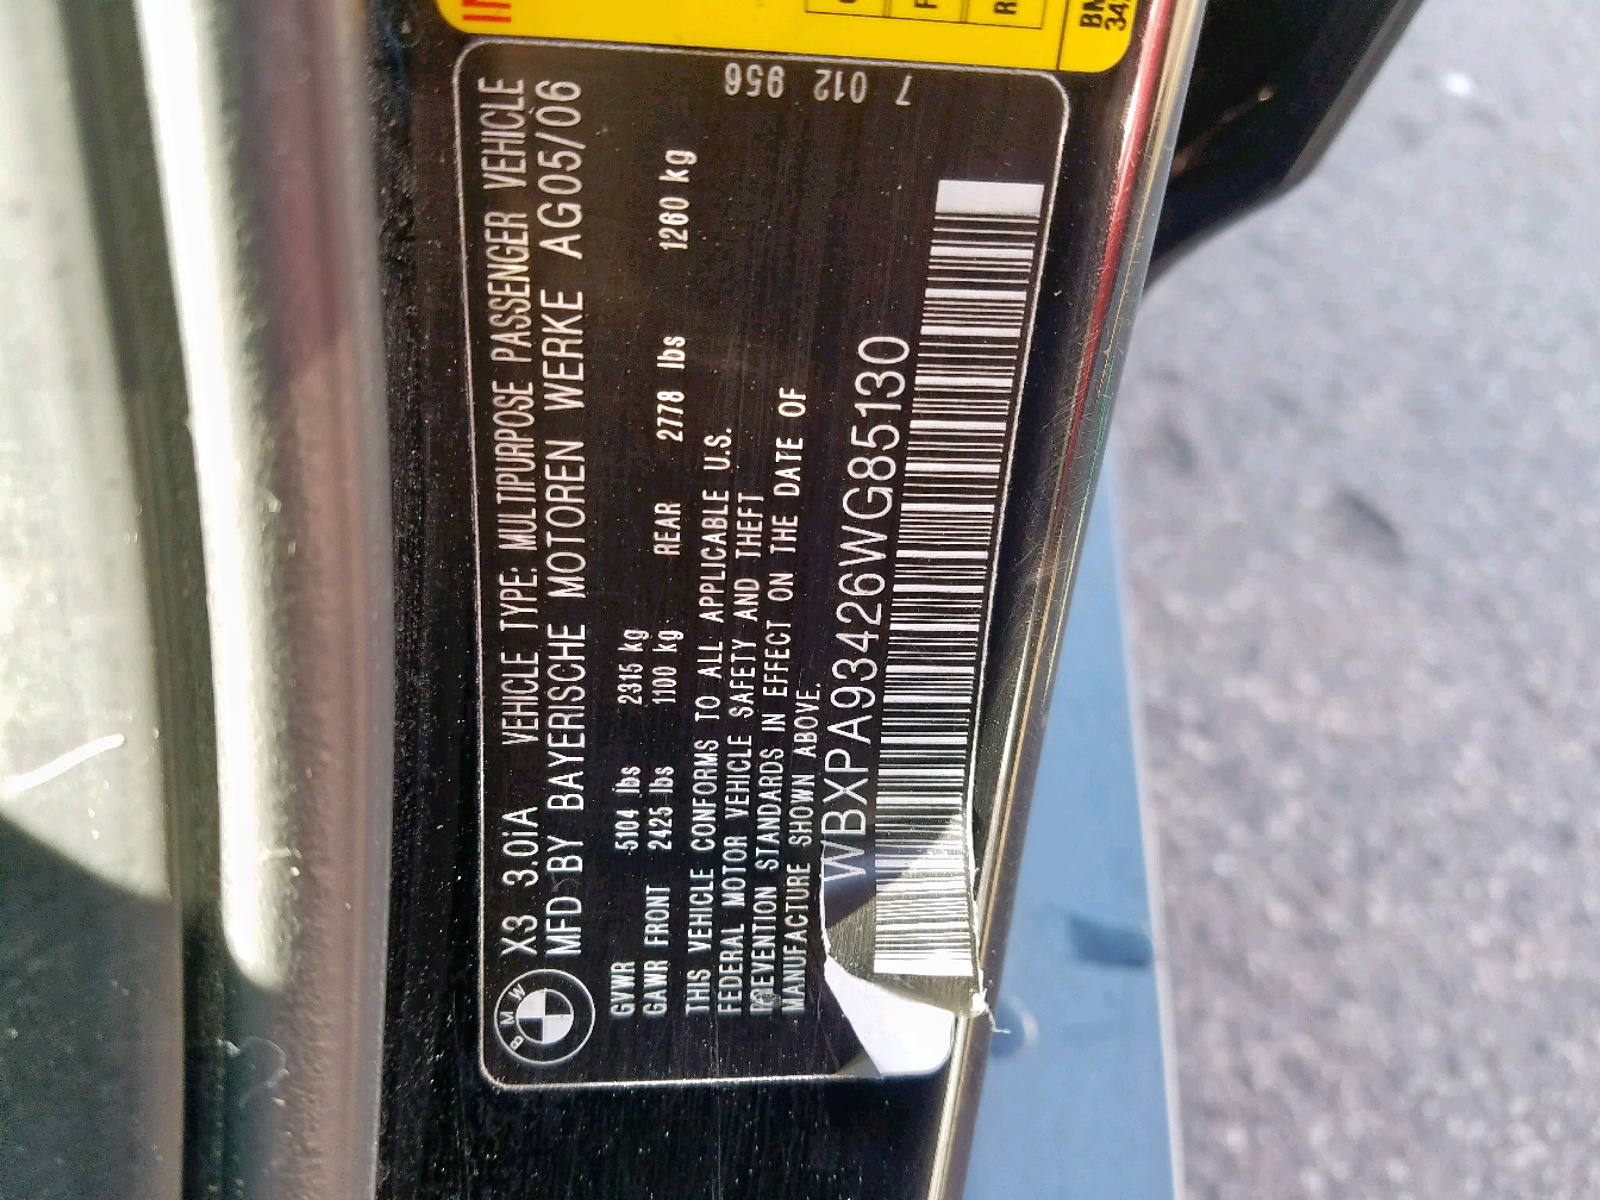 B M W
X3 3.0iA VEHICLE TYPE: MULTIPURPOSE PASSENGER VEHICLE
MFD BY BAYERISCHE MOTOREN WERKE AG05/06
GVWR 5104 lbs 2315 kg
GAWR FRONT 2425 lbs 1100 kg REAR 2778 lbs 1260 kg
THIS VEHICLE CONFORMS TO ALL APPLICABLE U.S.
FEDERAL MOTOR VEHICLE SAFETY AND THEFT
PREVENTION STANDARDS IN EFFECT ON THE DATE OF
MANUFACTURE SHOWN ABOVE.
WBXPA93426WG85130
7 012 956